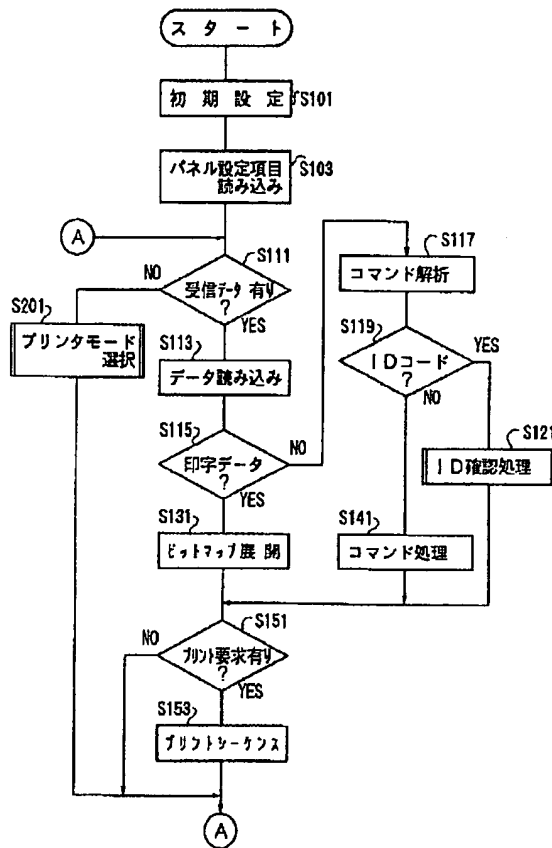 スタート
初期設定
S101
パネル設定項目
読み込み
S103
A
S111
NO
受信データ有り
?
YES
S201
プリンタモード
選択
S113
データ読み込み
S115
印字データ
?
NO
YES
S117
コマンド解析
S119
IDコード
?
YES
NO
S121
ID確認処理
S131
ビットマップ展開
S141
コマンド処理
S151
NO
プリント要求有り
?
YES
S153
プリントシーケンス
A